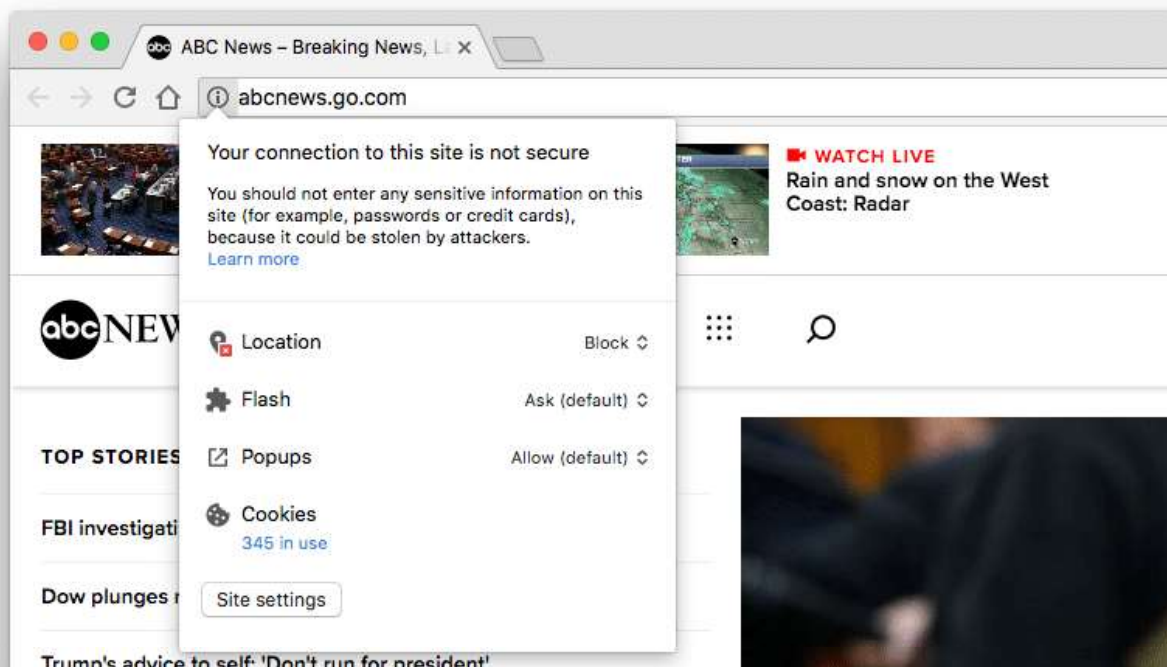 abc ABC News – Breaking News, L
abcnews.go.com
Your connection to this site is not secure
You should not enter any sensitive information on this
site (for example, passwords or credit cards),
because it could be stolen by attackers.
Learn more
WATCH LIVE
Rain and snow on the West
Coast: Radar
abc NEW
Location Block
Flash Ask (default)
Popups Allow (default)
Cookies
345 in use
Site settings
TOP STORIES
FBI investigati
Dow plunges
Trump's advice to self: 'Don't run for president'